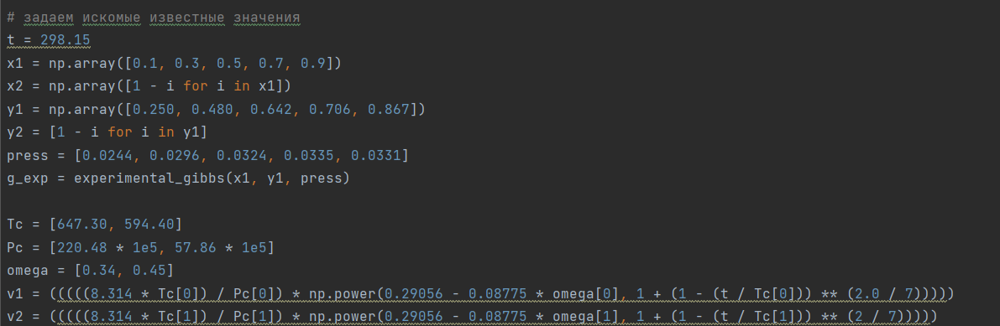 # задаем искомые известные значения
t = 298.15
x1 = np.array([0.1, 0.3, 0.5, 0.7, 0.9])
x2 = np.array([1 - i for i in x1])
y1 = np.array([0.250, 0.480, 0.642, 0.706, 0.867])
y2 = [1 - i for i in y1]
press = [0.0244, 0.0296, 0.0324, 0.0335, 0.0331]
g_exp = experimental_gibbs(x1, y1, press)
Tc = [647.30, 594.40]
Pc = [220.48 * 1e5, 57.86 * 1e5]
omega = [0.34, 0.45]
v1 = (((((8.314 * Tc[0]) / Pc[0]) * np.power(0.29056 - 0.08775 * omega[0], 1 + (1 - (t / Tc[0])) ** (2.0 / 7)))))
v2 = (((((8.314 * Tc[1]) / Pc[1]) * np.power(0.29056 - 0.08775 * omega[1], 1 + (1 - (t / Tc[1])) ** (2 / 7)))))